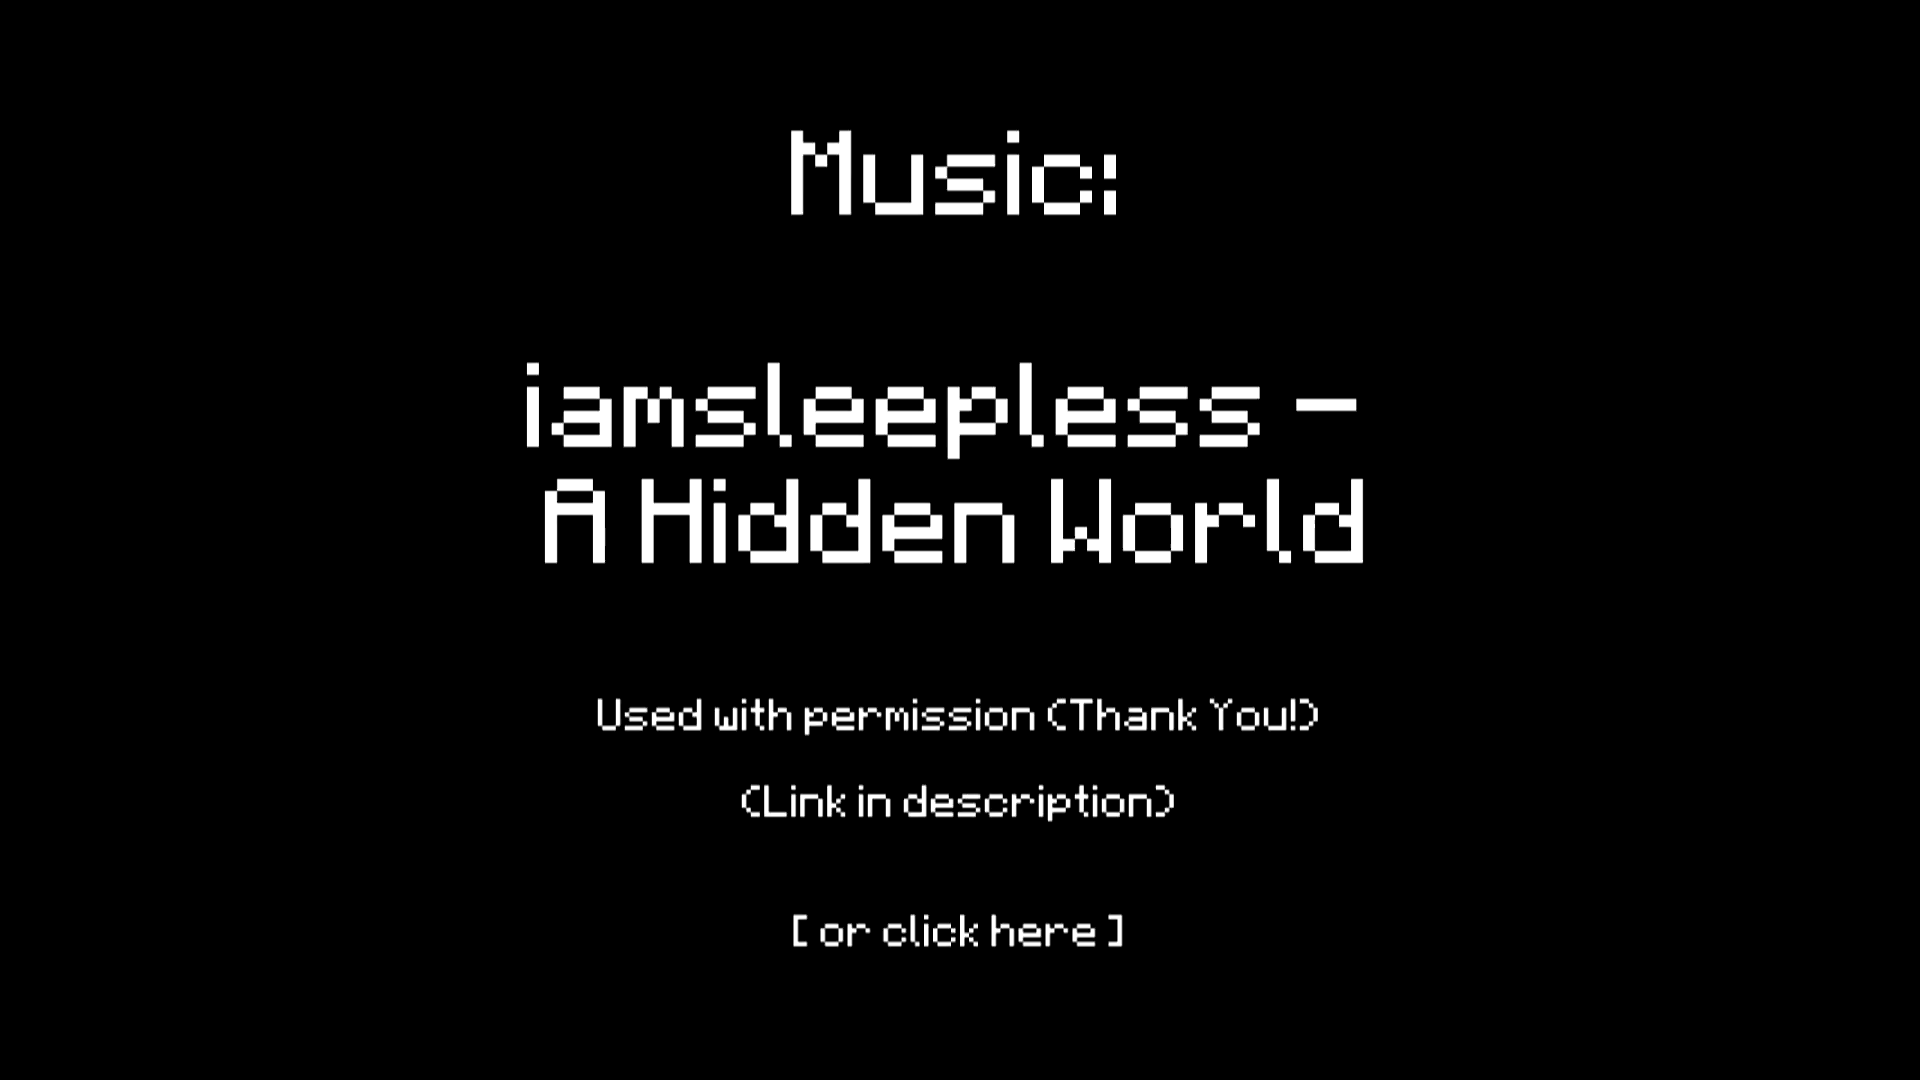 Music:
iamsleepless -
A Hidden World
Used with permission (Thank You!)
(Link in description)
[ or click here ]